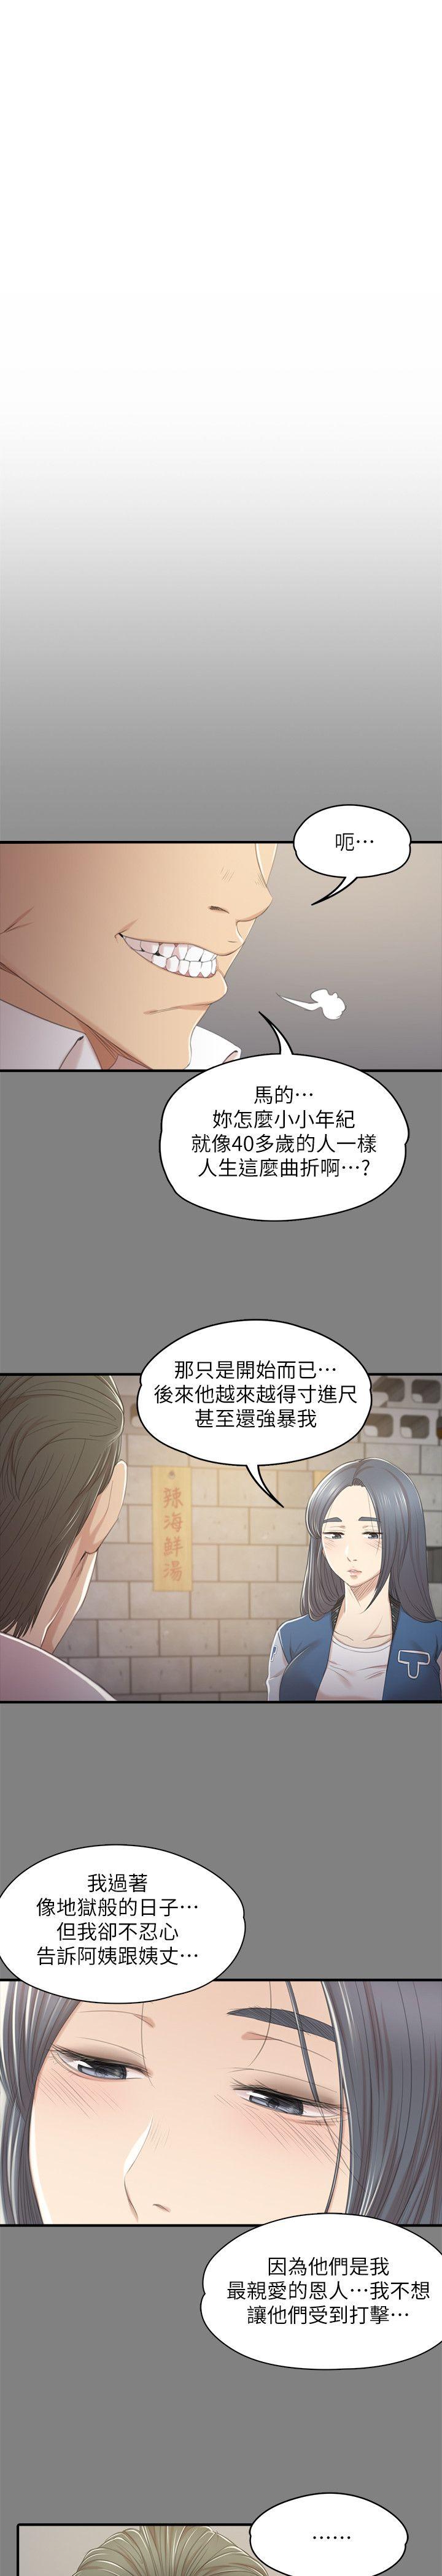 呃⋯
馬的⋯
妳怎麼小小年紀
就像40多歲的人一樣
人生這麼曲折啊⋯?
那只是開始而已⋯
後來他越來越得寸進尺
甚至還強暴我
辣海鮮湯
T
我過著
像地獄般的日子⋯
但我卻不忍心
告訴阿姨跟姨丈⋯
因為他們是我
最親愛的恩人⋯我不想
讓他們受到打擊⋯
⋯⋯